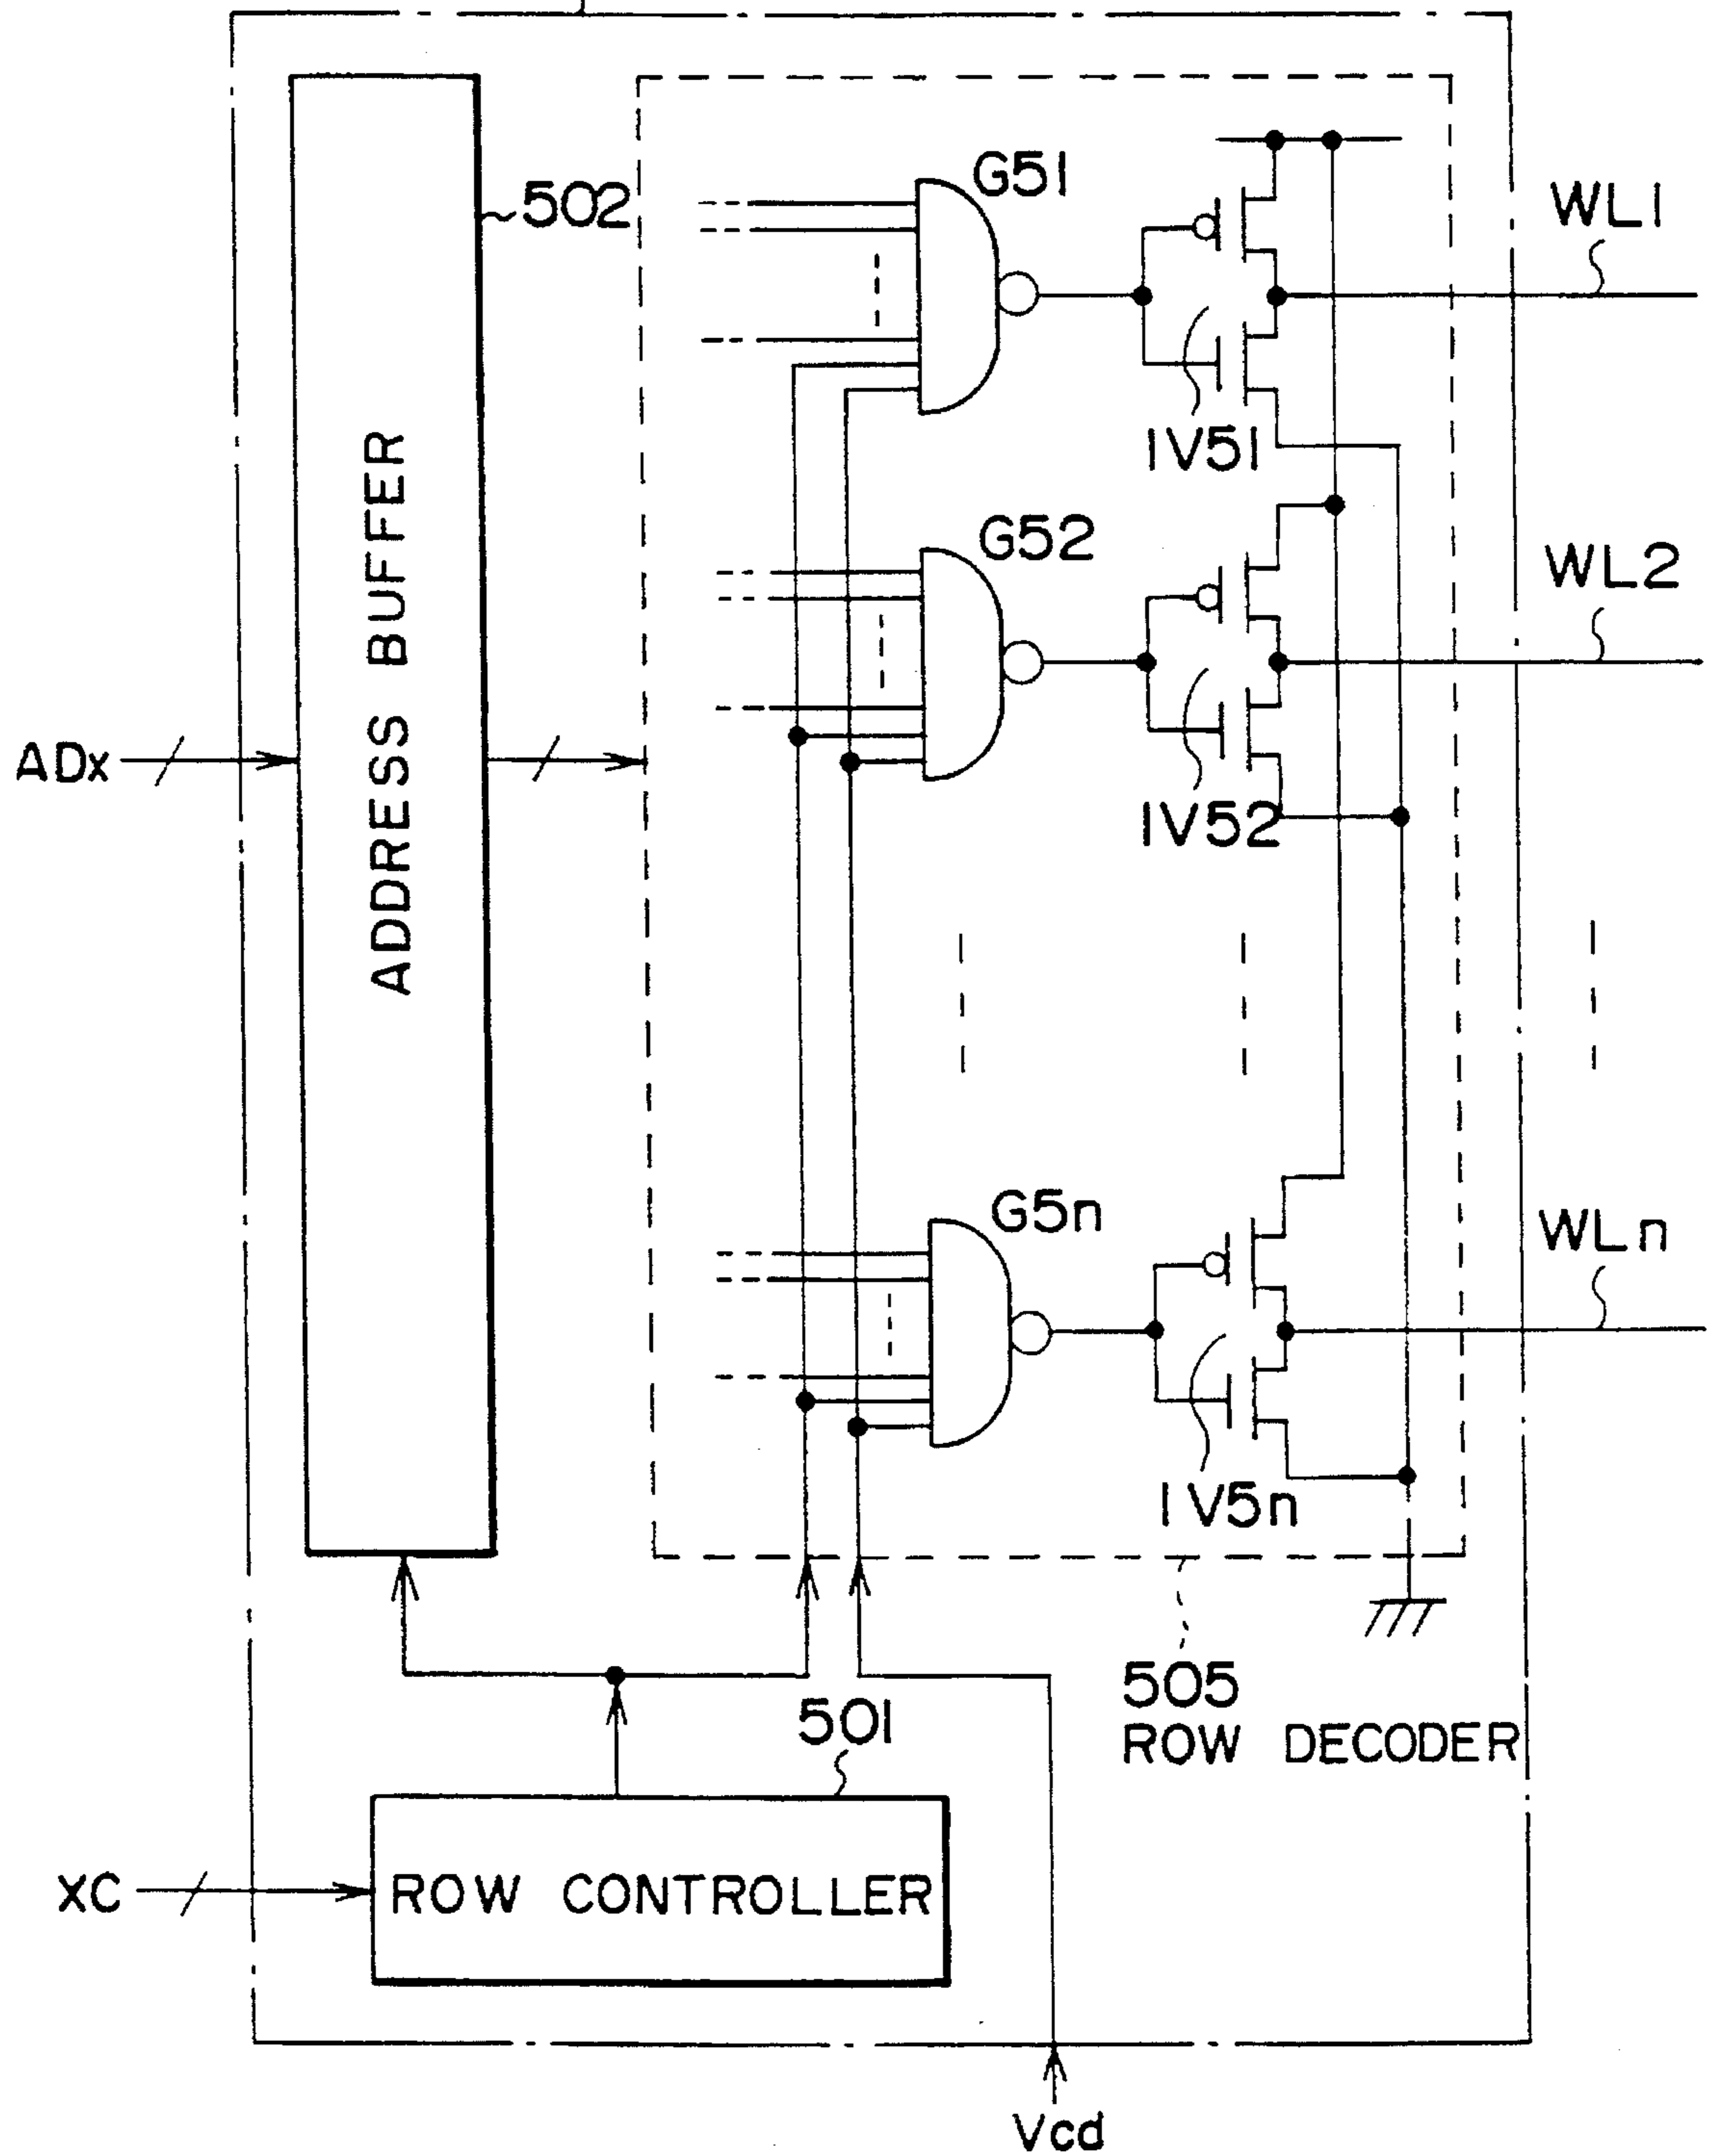 502
G51
WL1
IV51
G52
WL2
ADDRESS BUFFER
ADx
IV52
G5n
WLn
IV5n
505
ROW DECODER
501
XC
ROW CONTROLLER
Vcd